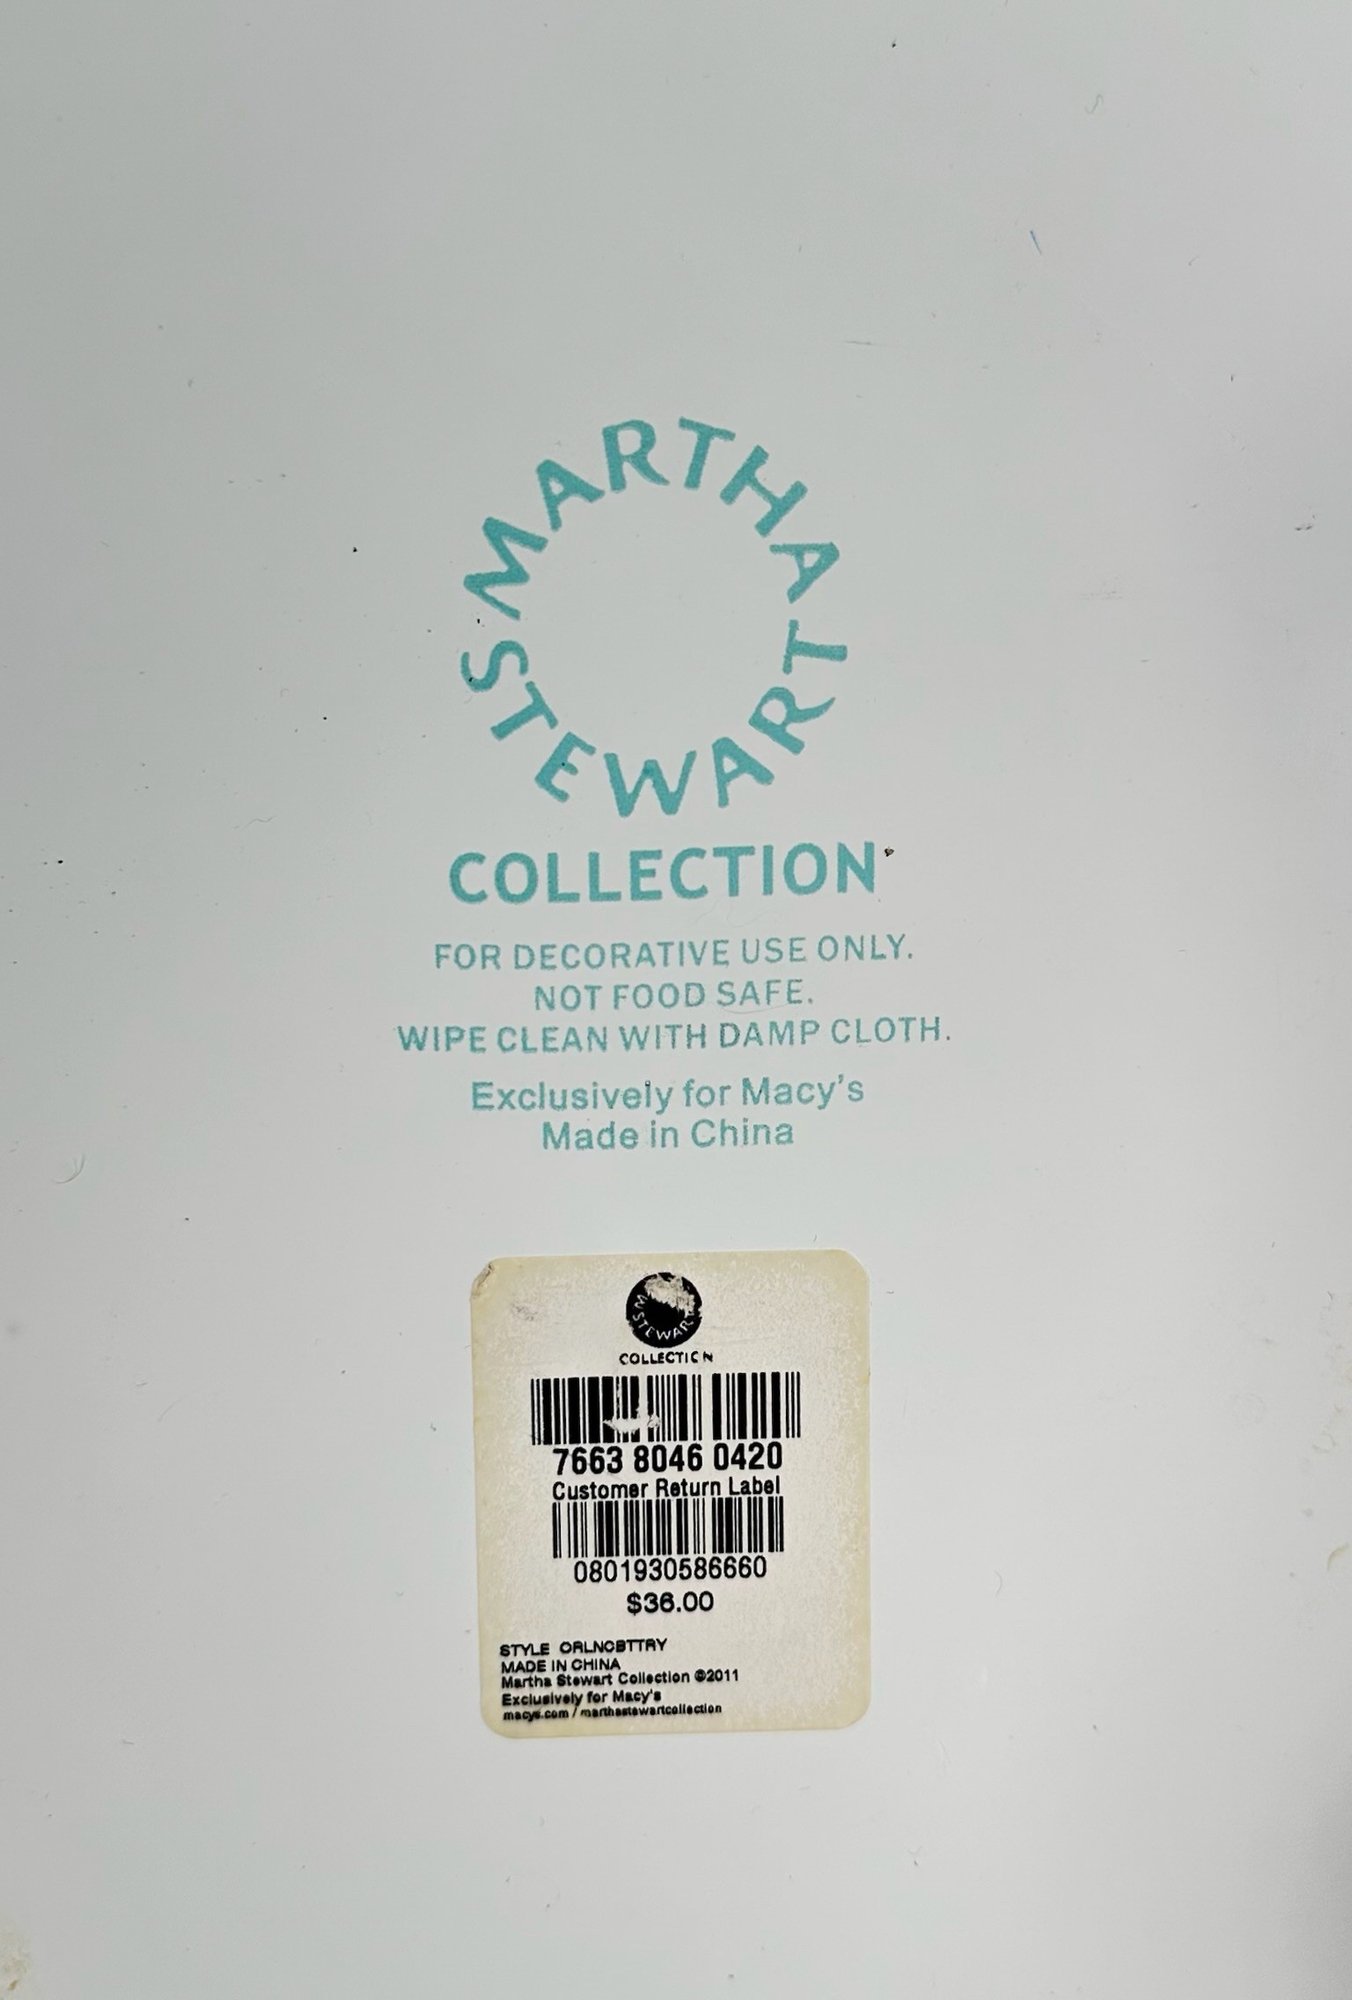 MARTHA
STEWART
COLLECTION
FOR DECORATIVE USE ONLY.
NOT FOOD SAFE.
WIPE CLEAN WITH DAMP CLOTH.
Exclusively for Macy's
Made in China
STEWAR
COLLECTION
7663 8046 0420
Customer Return Label
0801930586660
$36.00
STYLE CRLNCBTTRY
MADE IN CHINA
Martha Stewart Collection ©2011
Exclusively for Macy's
macys.com / marthastewartcollection